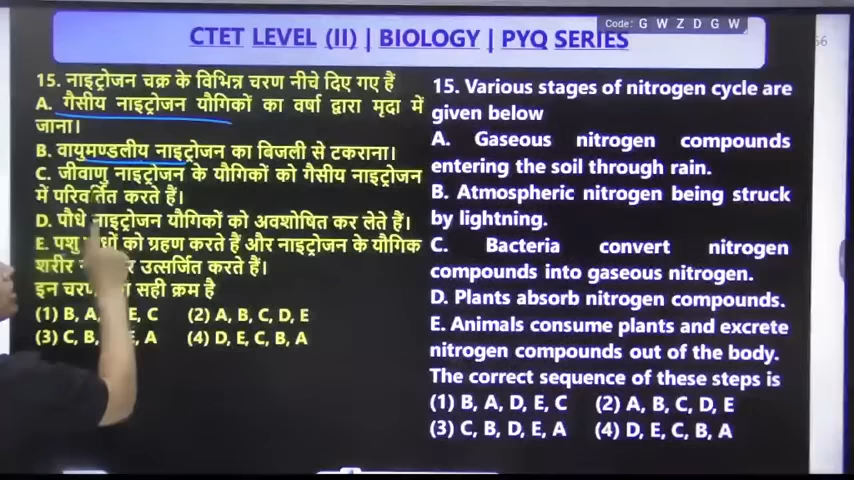 Code: G W Z D G W
CTET LEVEL (II) | BIOLOGY | PYQ SERIES
56
15. नाइट्रोजन चक्र के विभिन्न चरण नीचे दिए गए हैं
A. गैसीय नाइट्रोजन यौगिकों का वर्षा द्वारा मृदा में
जाना।
B. वायुमण्डलीय नाइट्रोजन का बिजली से टकराना।
C. जीवाणु नाइट्रोजन के यौगिकों को गैसीय नाइट्रोजन
में परिवर्तित करते हैं।
D. पौधे नाइट्रोजन यौगिकों को अवशोषित कर लेते हैं।
E. पशु को ग्रहण करते हैं और नाइट्रोजन के यौगिक
शरीर उत्सर्जित करते हैं।
इन सही क्रम है
(1) B, A, E, C (2) A, B, C, D, E
(3) C, B, E, A (4) D, E, C, B, A
15. Various stages of nitrogen cycle are
given below
A. Gaseous nitrogen compounds
entering the soil through rain.
B. Atmospheric nitrogen being struck
by lightning.
C. Bacteria convert nitrogen
compounds into gaseous nitrogen.
D. Plants absorb nitrogen compounds.
E. Animals consume plants and excrete
nitrogen compounds out of the body.
The correct sequence of these steps is
(1) B, A, D, E, C (2) A, B, C, D, E
(3) C, B, D, E, A (4) D, E, C, B, A